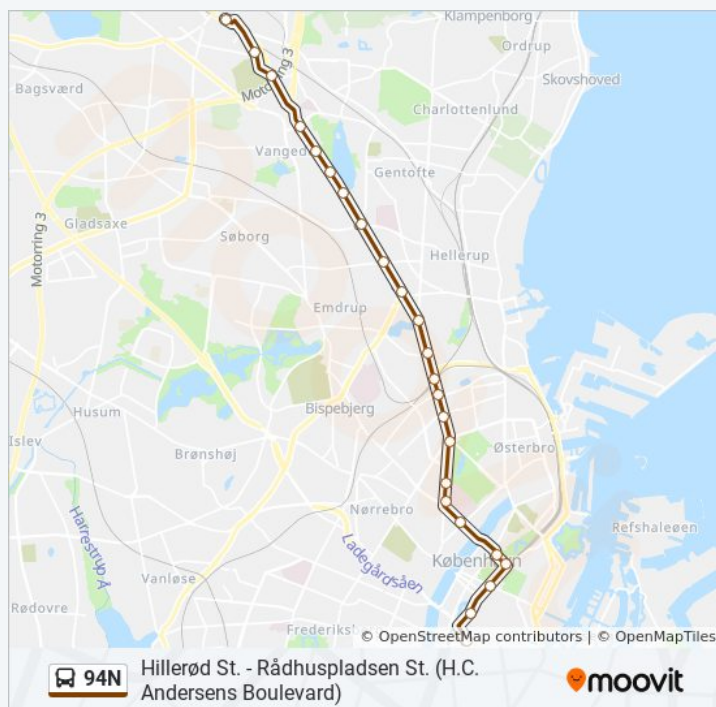 Klampenborg
Ordrup
Motorring 3
Bagsværd
Skovshoved
Charlottenlund
Vangede
Gentofte
Gladsaxe
Motorring 3
Søborg
Hellerup
Emdrup
Husum
Bispebjerg
Islev
Brønshøj
Østerbro
Nørrebro
Refshaleøen
Harrestrup Å
Ladegårdsåen
København
Vanløse
Rødovre
Frederiks'
© OpenStreetMap contributors | © OpenMapTiles
94N
Hillerød St. - Rådhuspladsen St. (H.C.
Andersens Boulevard)
moovit